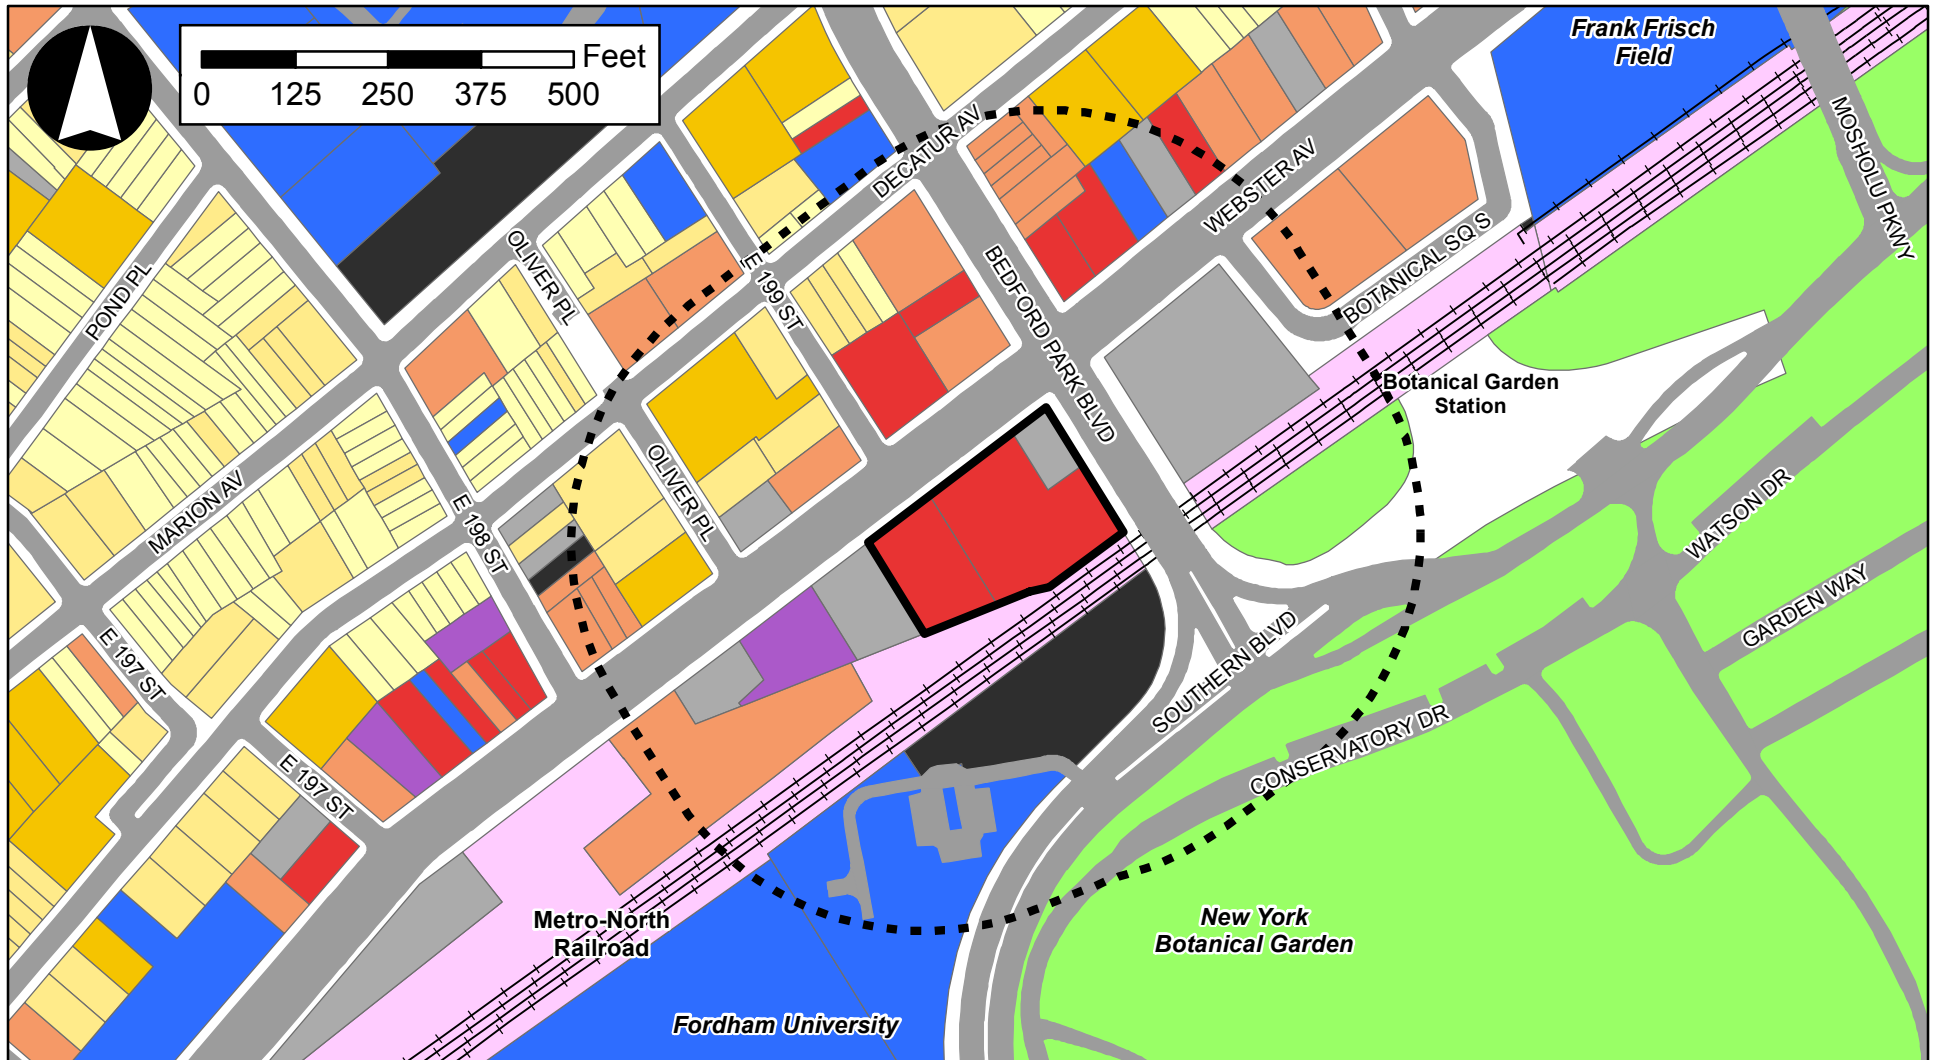 Feet
0 125 250 375 500
Frank Frisch
Field
MOSHOLU PKWY
DECATUR AV
WEBSTER AV
BOTANICAL SQ S
OLIVER PL
POND PL
E 199 ST
BEDFORD PARK BLVD
Botanical Garden
Station
OLIVER PL
MARION AV
E 198 ST
WATSON DR
GARDEN WAY
E 197 ST
SOUTHERN BLVD
CONSERVATORY DR
E 197 ST
Metro-North
Railroad
New York
Botanical Garden
Fordham University